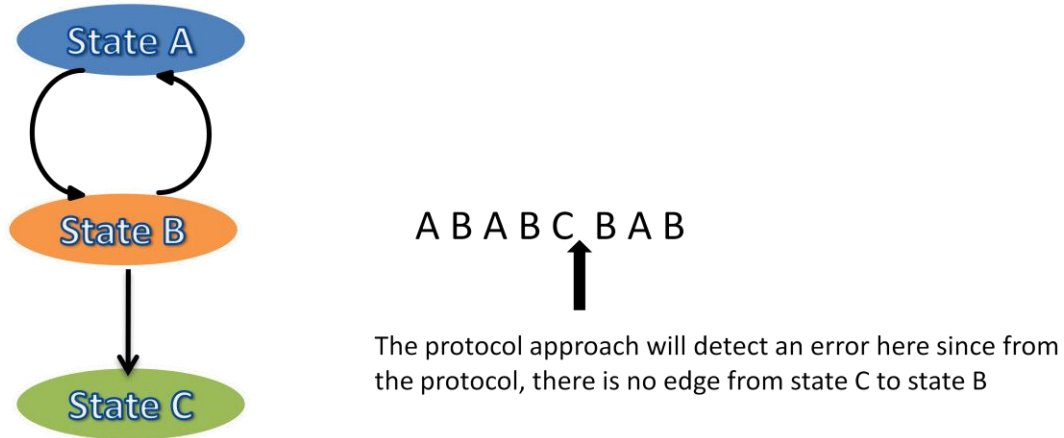 State A
State B
A B A B C B A B
The protocol approach will detect an error here since from
the protocol, there is no edge from state C to state B
State C